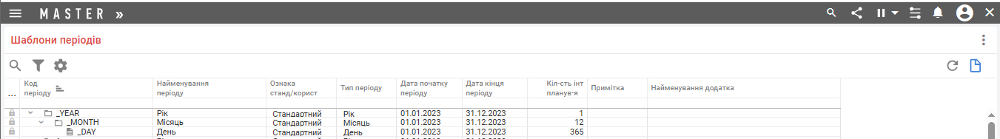 MASTER »
Шаблони періодів
... Код періоду Найменування періоду Ознака станд/корист Тип періоду Дата початку періоду Дата кінця періоду Кіл-сть інт планув-я Примітка Найменування додатка
_YEAR Рік Стандартний Рік 01.01.2023 31.12.2023 1
_MONTH Місяць Стандартний Місяць 01.01.2023 31.12.2023 12
_DAY День Стандартний День 01.01.2023 31.12.2023 365